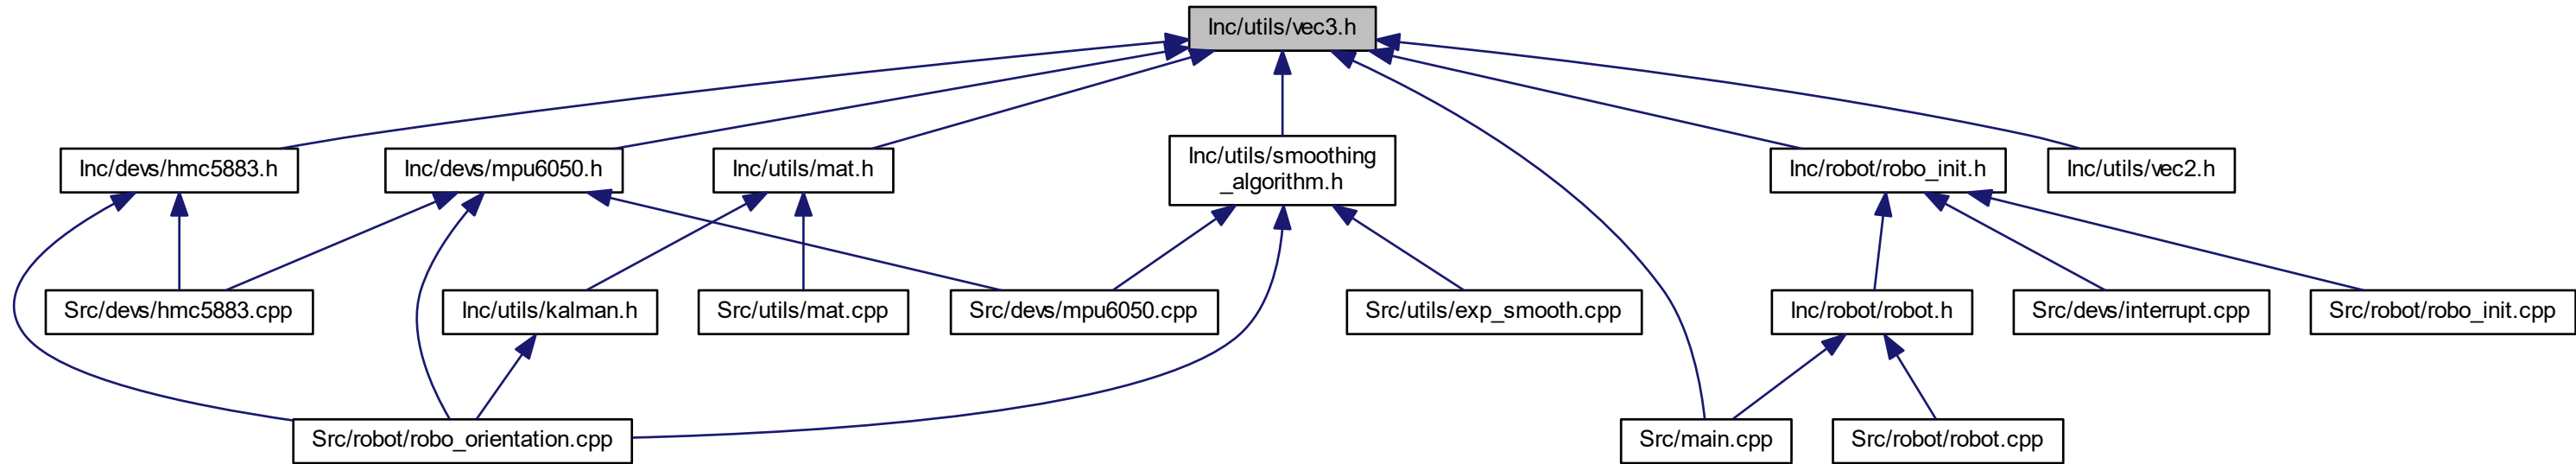 Inc/utils/vec3.h
Inc/devs/hmc5883.h
Inc/devs/mpu6050.h
Inc/utils/mat.h
Inc/utils/smoothing
_algorithm.h
Inc/robot/robo_init.h
Inc/utils/vec2.h
Src/devs/hmc5883.cpp
Inc/utils/kalman.h
Src/utils/mat.cpp
Src/devs/mpu6050.cpp
Src/utils/exp_smooth.cpp
Inc/robot/robot.h
Src/devs/interrupt.cpp
Src/robot/robo_init.cpp
Src/robot/robo_orientation.cpp
Src/main.cpp
Src/robot/robot.cpp